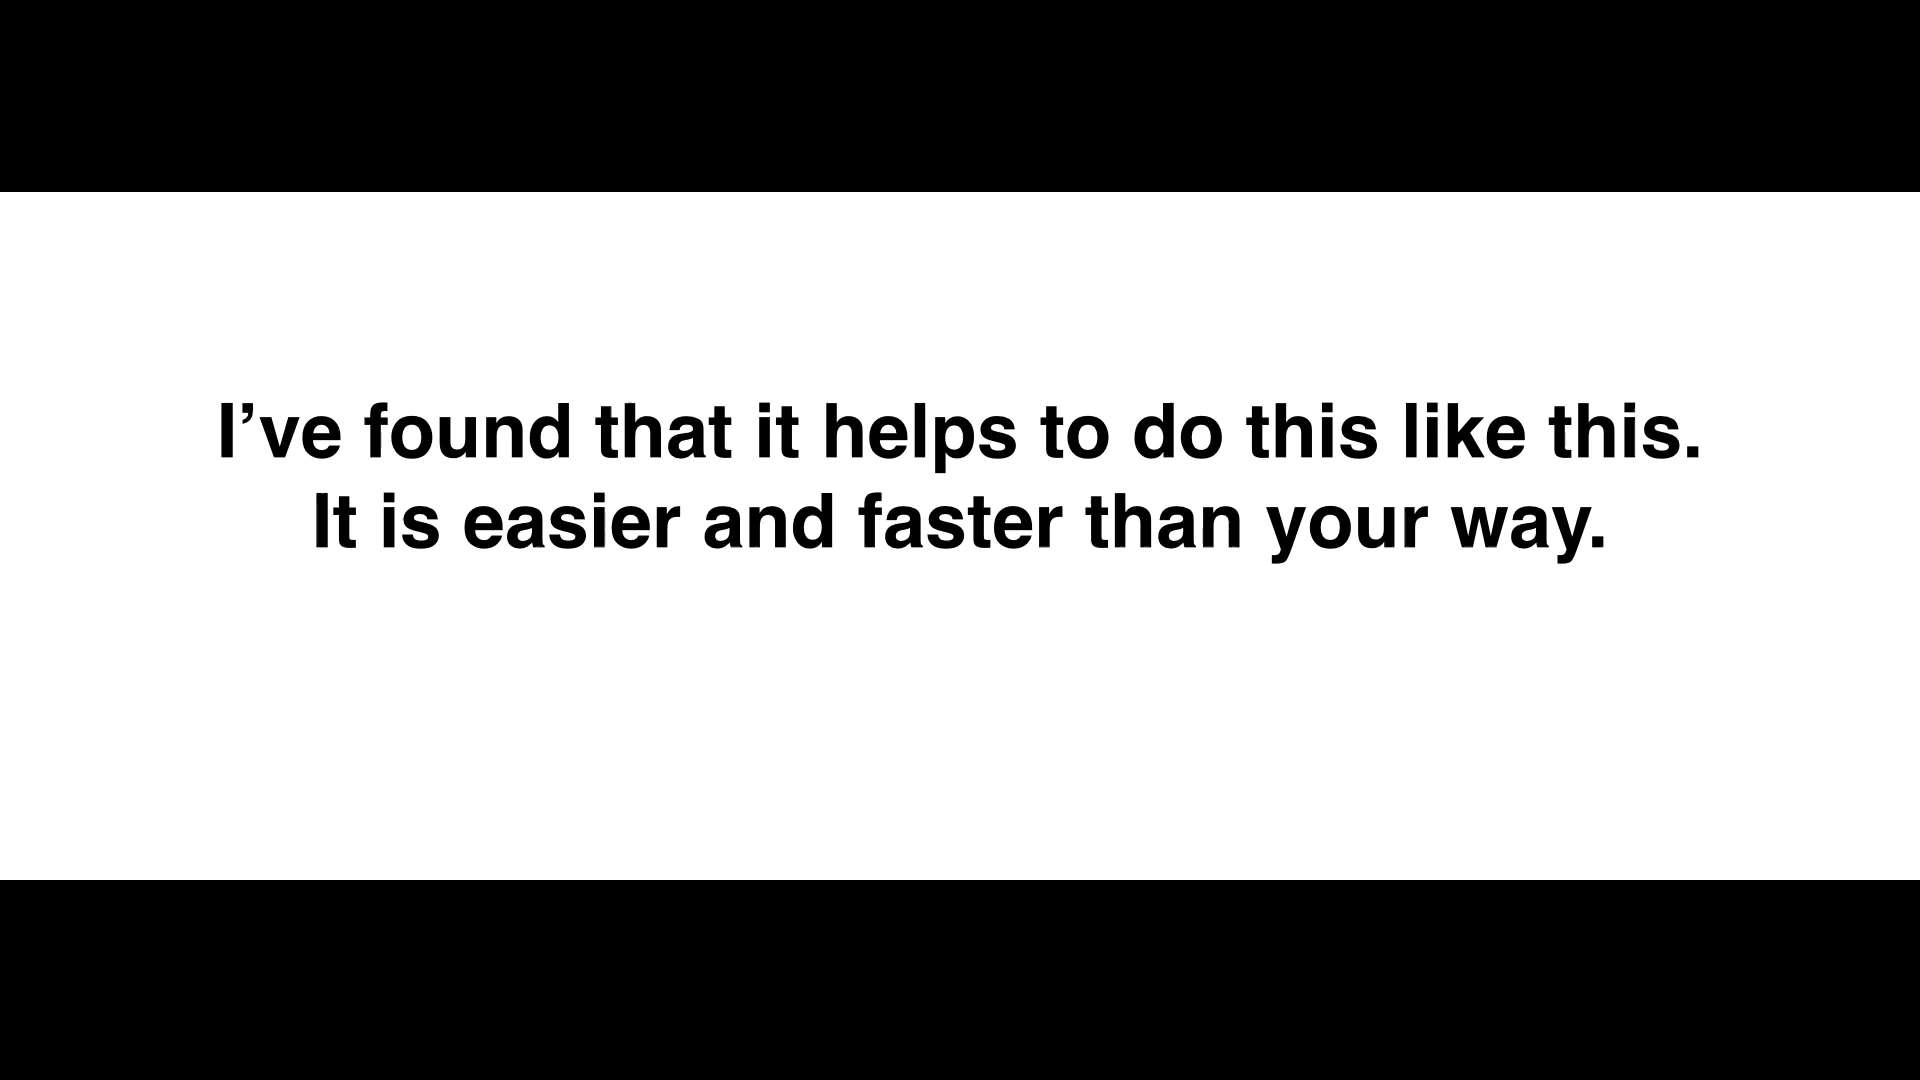 I’ve found that it helps to do this like this.
It is easier and faster than your way.